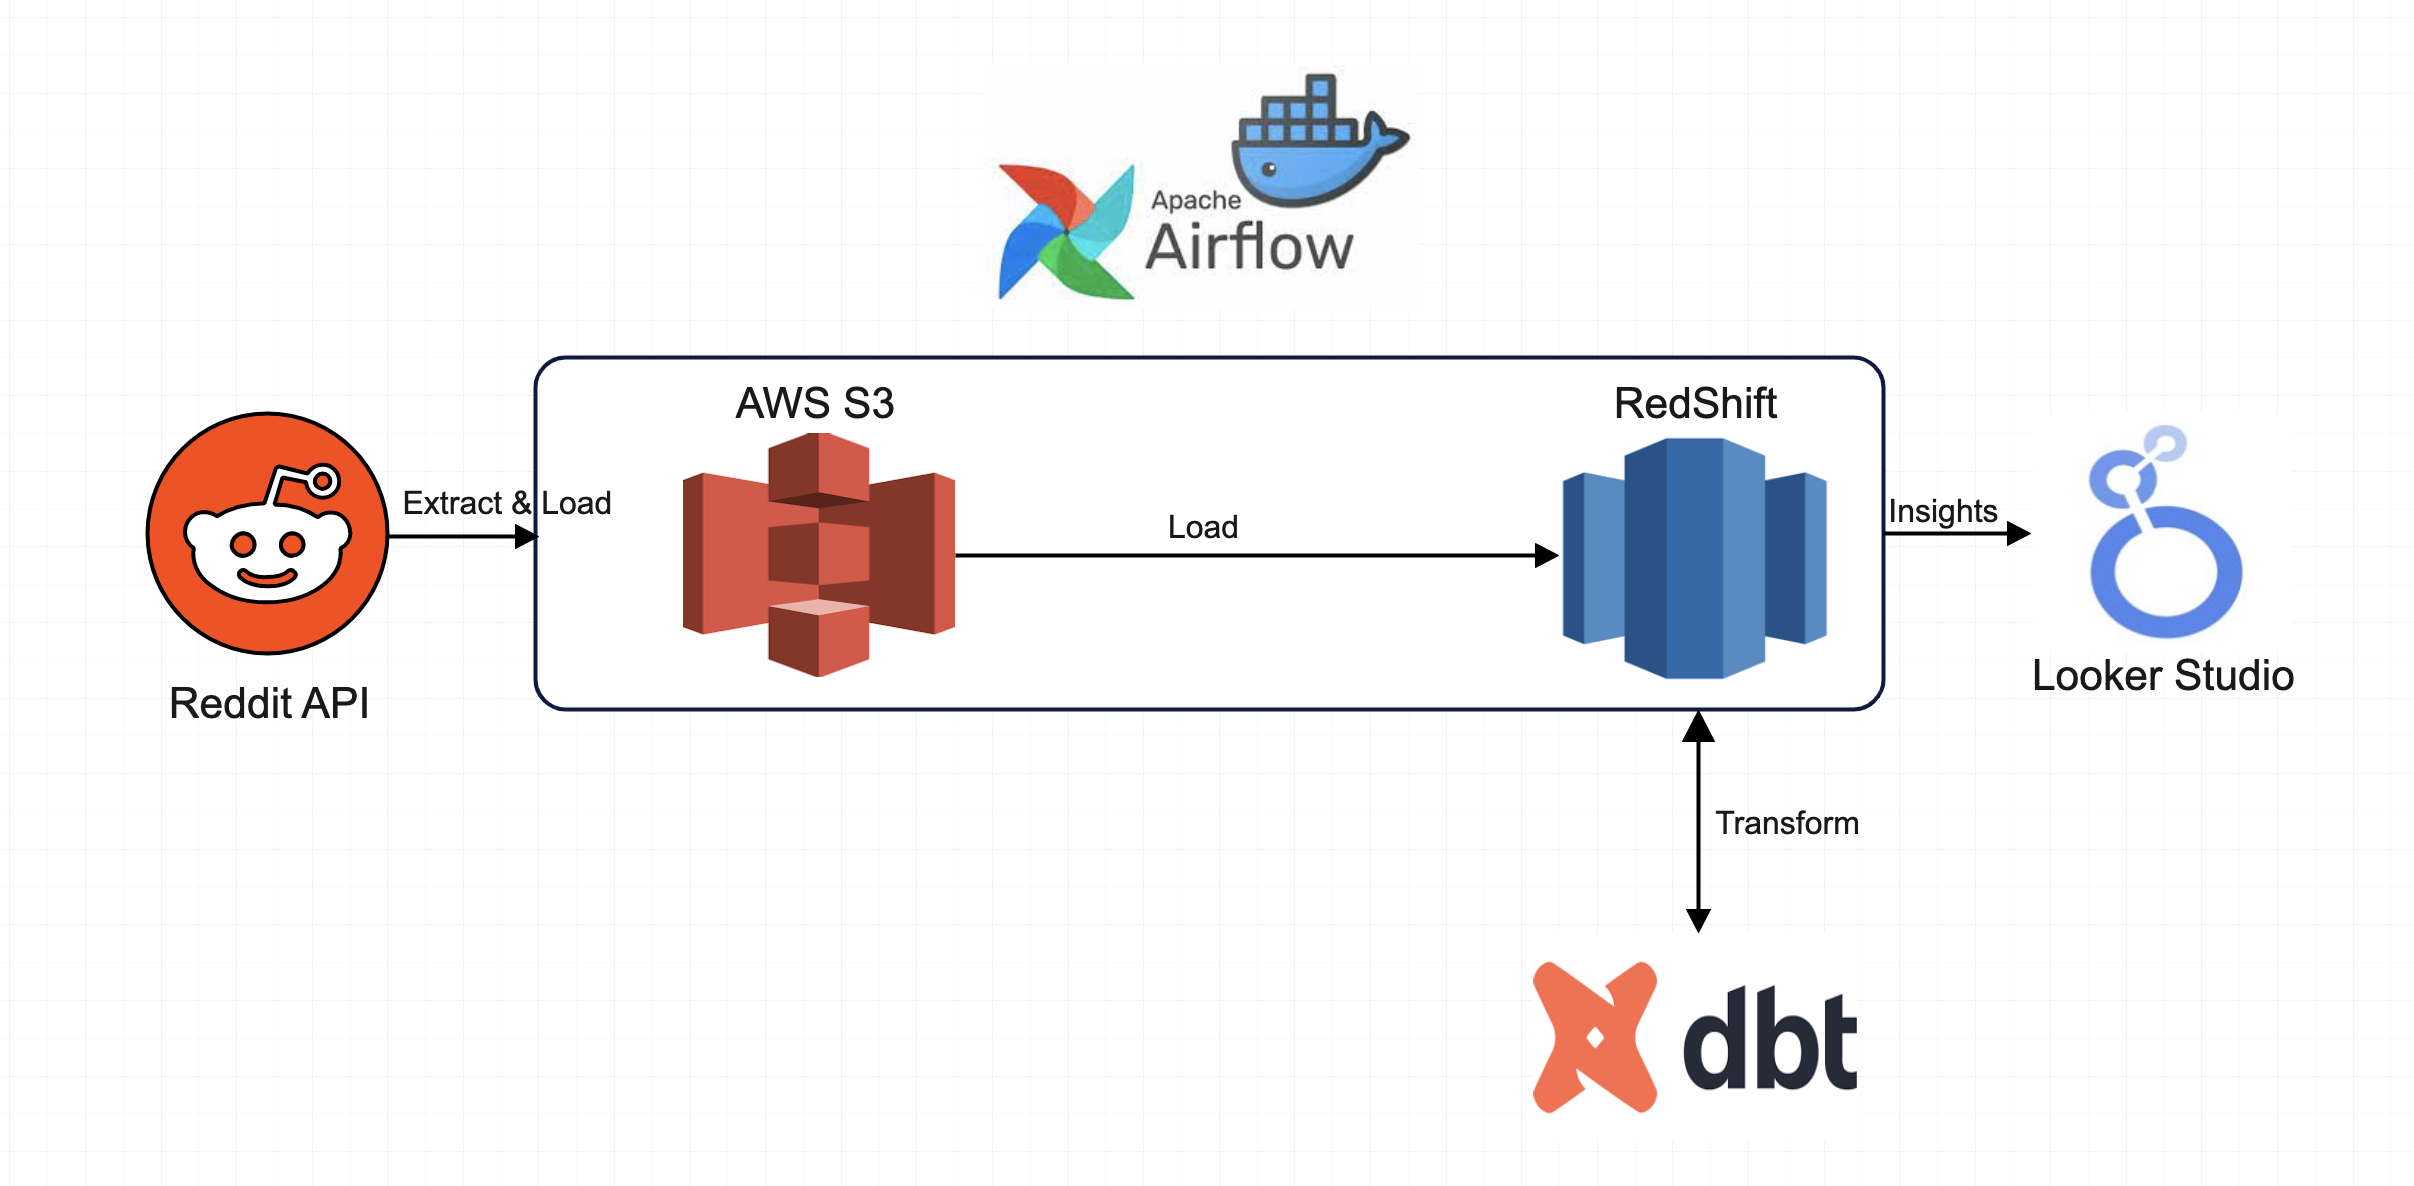 Apache
Airflow
AWS S3
RedShift
Extract & Load
Load
Insights
Reddit API
Looker Studio
Transform
dbt